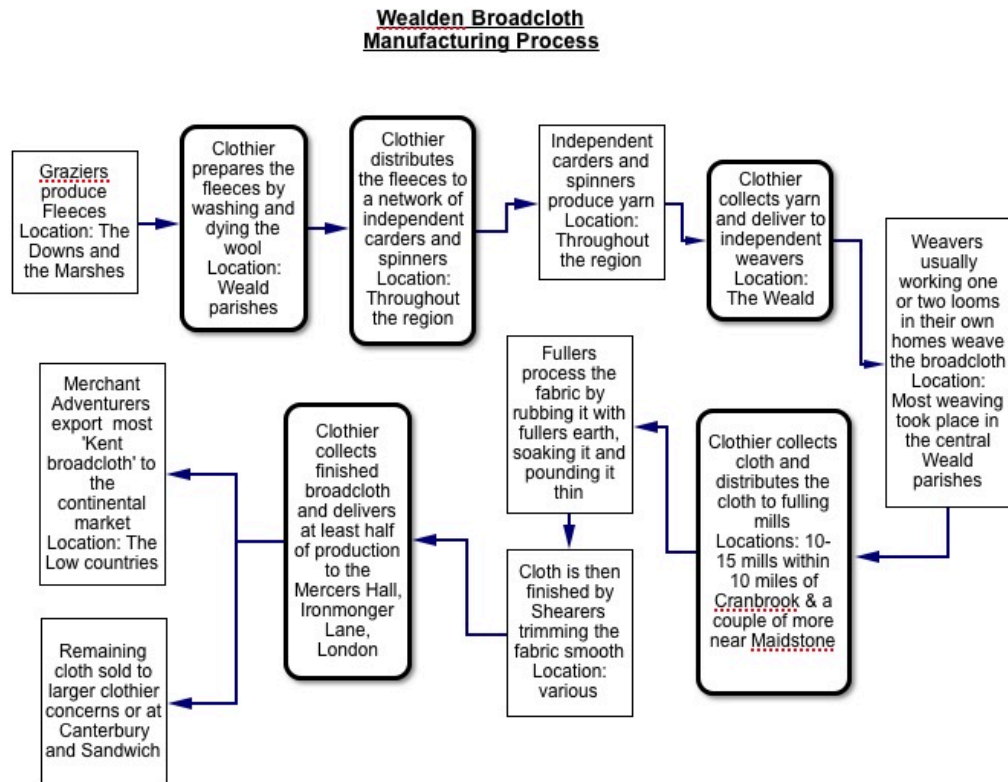 Wealden Broadcloth
Manufacturing Process
Graziers
produce
Fleeces
Location: The
Downs and
the Marshes
Clothier
prepares the
fleeces by
washing and
dying the
wool
Location:
Weald
parishes
Clothier
distributes
the fleeces to
a network of
independent
carders and
spinners
Location:
Throughout
the region
Independent
carders and
spinners
produce yarn
Location:
Throughout
the region
Clothier
collects yarn
and deliver to
independent
weavers
Location:
The Weald
Weavers
usually
working one
or two looms
in their own
homes weave
the broadcloth
Location:
Most weaving
took place in
the central
Weald
parishes
Clothier collects
cloth and
distributes the
cloth to fulling
mills
Locations: 10-
15 mills within
10 miles of
Cranbrook & a
couple of more
near Maidstone
Fullers
process the
fabric by
rubbing it with
fullers earth,
soaking it and
pounding it
thin
Cloth is then
finished by
Shearers
trimming the
fabric smooth
Location:
various
Clothier
collects
finished
broadcloth
and delivers
at least half
of production
to the
Mercers Hall,
Ironmonger
Lane,
London
Merchant
Adventurers
export most
'Kent
broadcloth' to
the
continental
market
Location: The
Low countries
Remaining
cloth sold to
larger clothier
concerns or at
Canterbury
and Sandwich